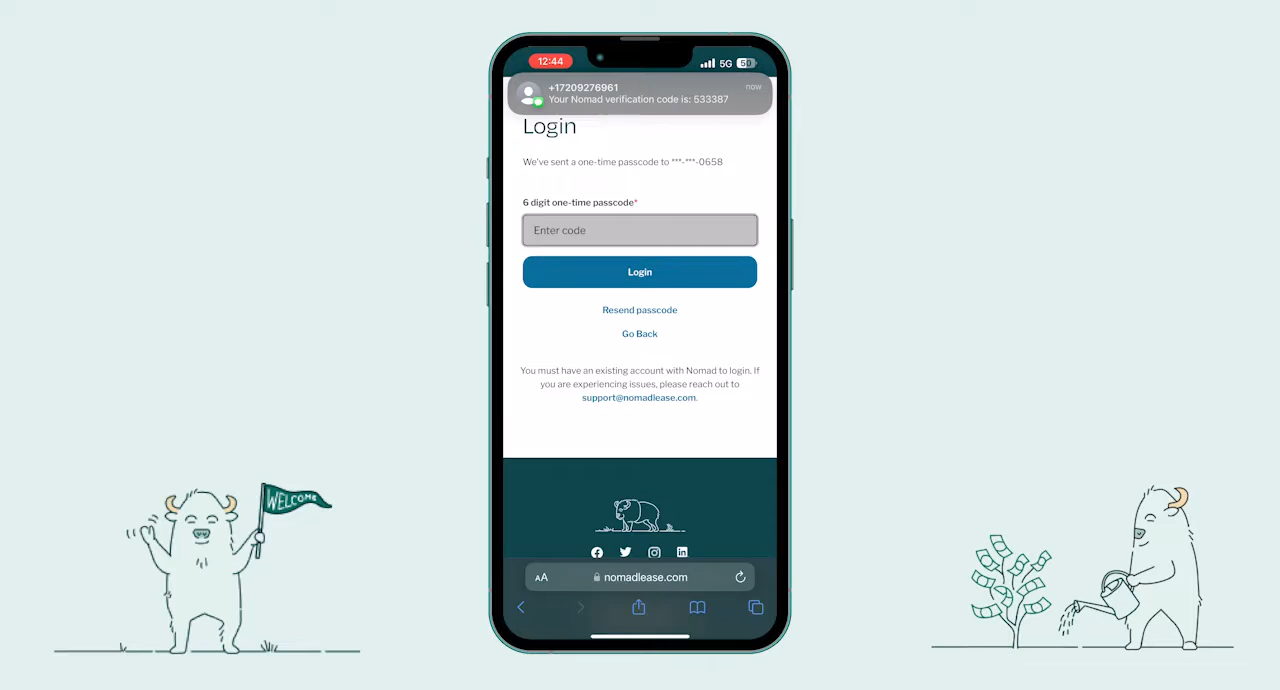 12:44
5G 50
+17209276961
now
Your Nomad verification code is: 533387
Login
We've sent a one-time passcode to ***-***-0658
6 digit one-time passcode*
Enter code
Login
Resend passcode
Go Back
You must have an existing account with Nomad to login. If
you are experiencing issues, please reach out to
support@nomadlease.com.
WELCOME
AA nomadlease.com